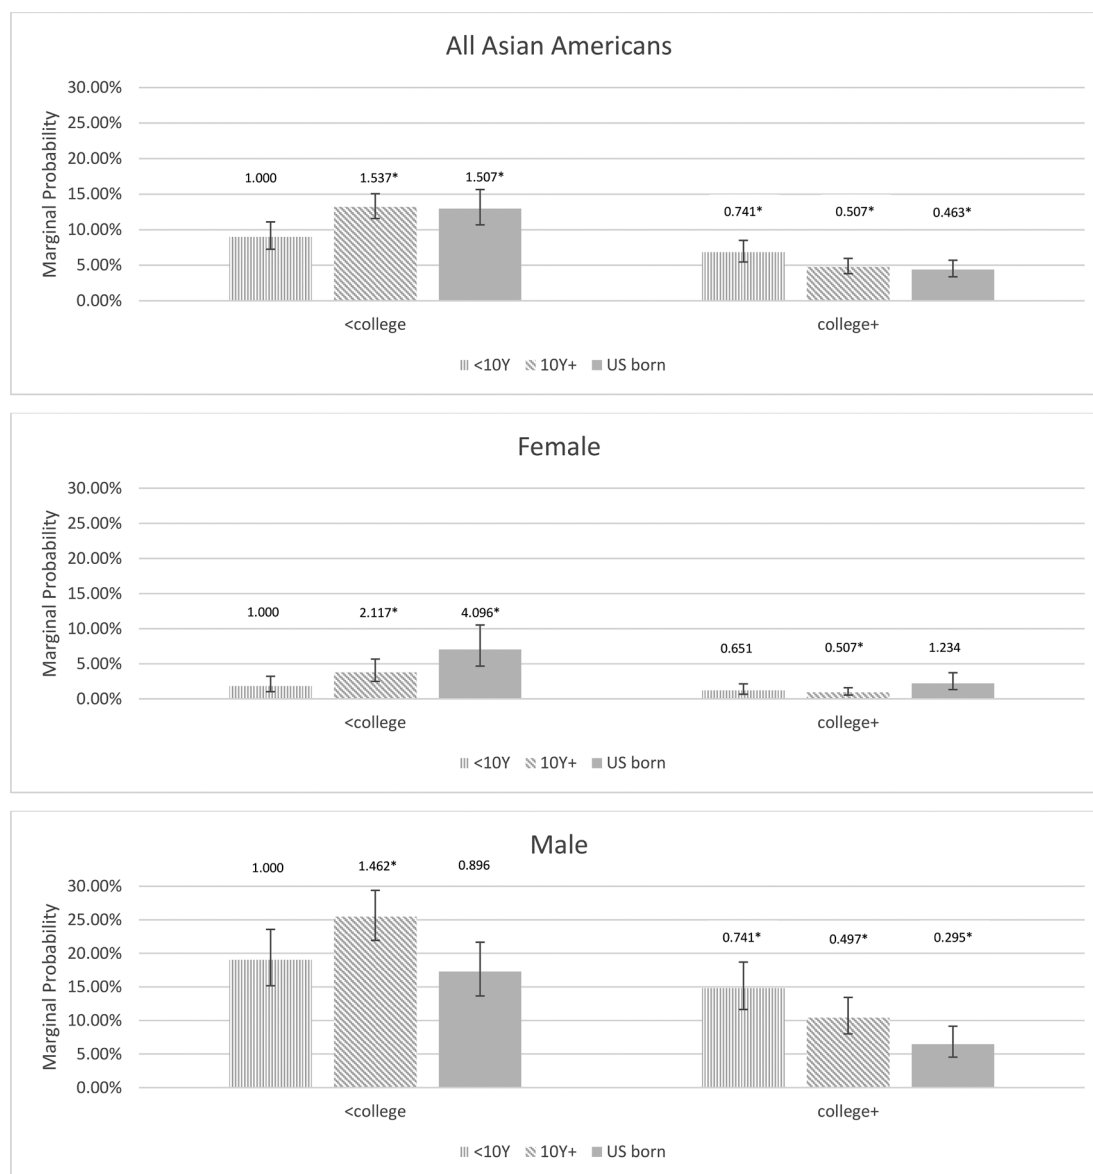 All Asian Americans
Marginal Probability
30.00%
25.00%
20.00%
15.00%
10.00%
5.00%
0.00%
1.000 1.537* 1.507* 0.741* 0.507* 0.463*
<college college+
<10Y 10Y+ US born
Female
Marginal Probability
30.00%
25.00%
20.00%
15.00%
10.00%
5.00%
0.00%
1.000 2.117* 4.096* 0.651 0.507* 1.234
<college college+
<10Y 10Y+ US born
Male
Marginal Probability
30.00%
25.00%
20.00%
15.00%
10.00%
5.00%
0.00%
1.000 1.462* 0.896 0.741* 0.497* 0.295*
<college college+
<10Y 10Y+ US born